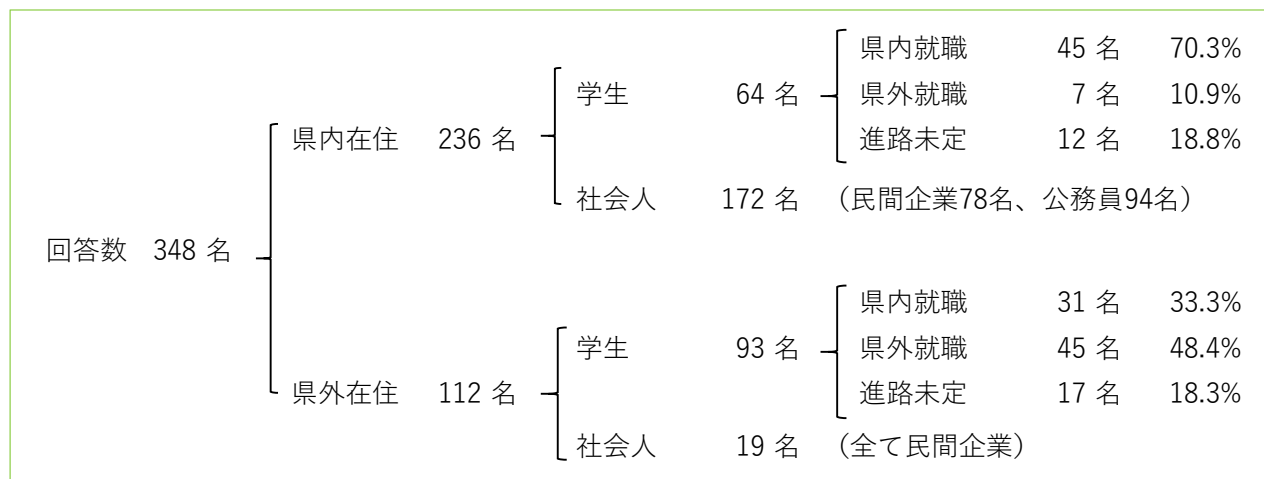 県内就職 45 名 70.3%
学生 64 名 県外就職 7 名 10.9%
県内在住 236 名 進路未定 12 名 18.8%
社会人 172 名 （民間企業78名、公務員94名）
回答数 348 名
県内就職 31 名 33.3%
学生 93 名 県外就職 45 名 48.4%
県外在住 112 名 進路未定 17 名 18.3%
社会人 19 名 （全て民間企業）